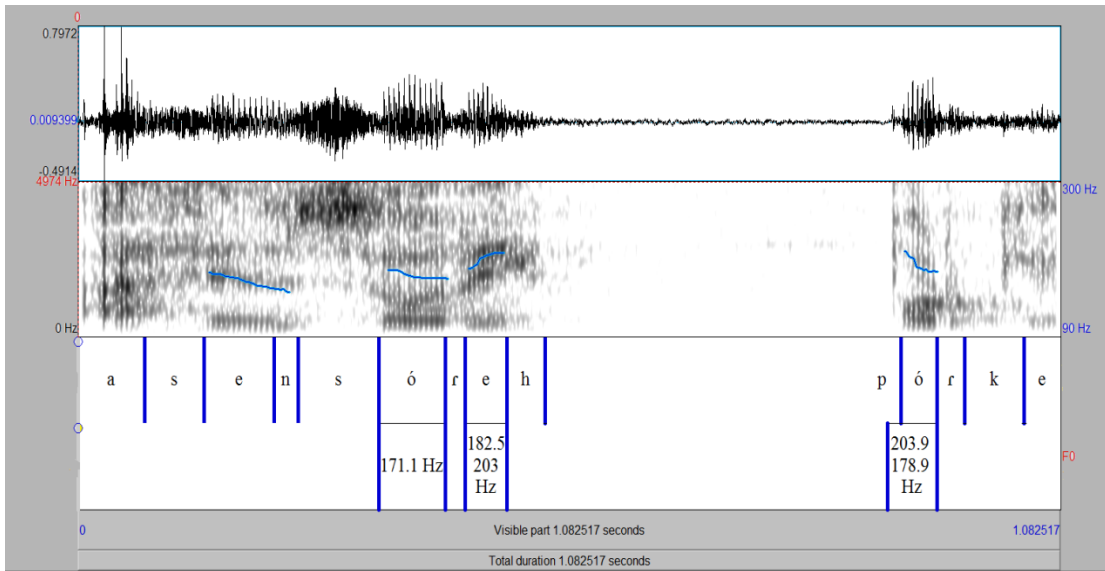 0
0.7972
0.009399
-0.4914
4974 Hz
300 Hz
0 Hz
90 Hz
a s e n s ó r e h p ó r k e
171.1 Hz
182.5
203
Hz
203.9
178.9
Hz
F0
0 Visible part 1.082517 seconds 1.082517
Total duration 1.082517 seconds